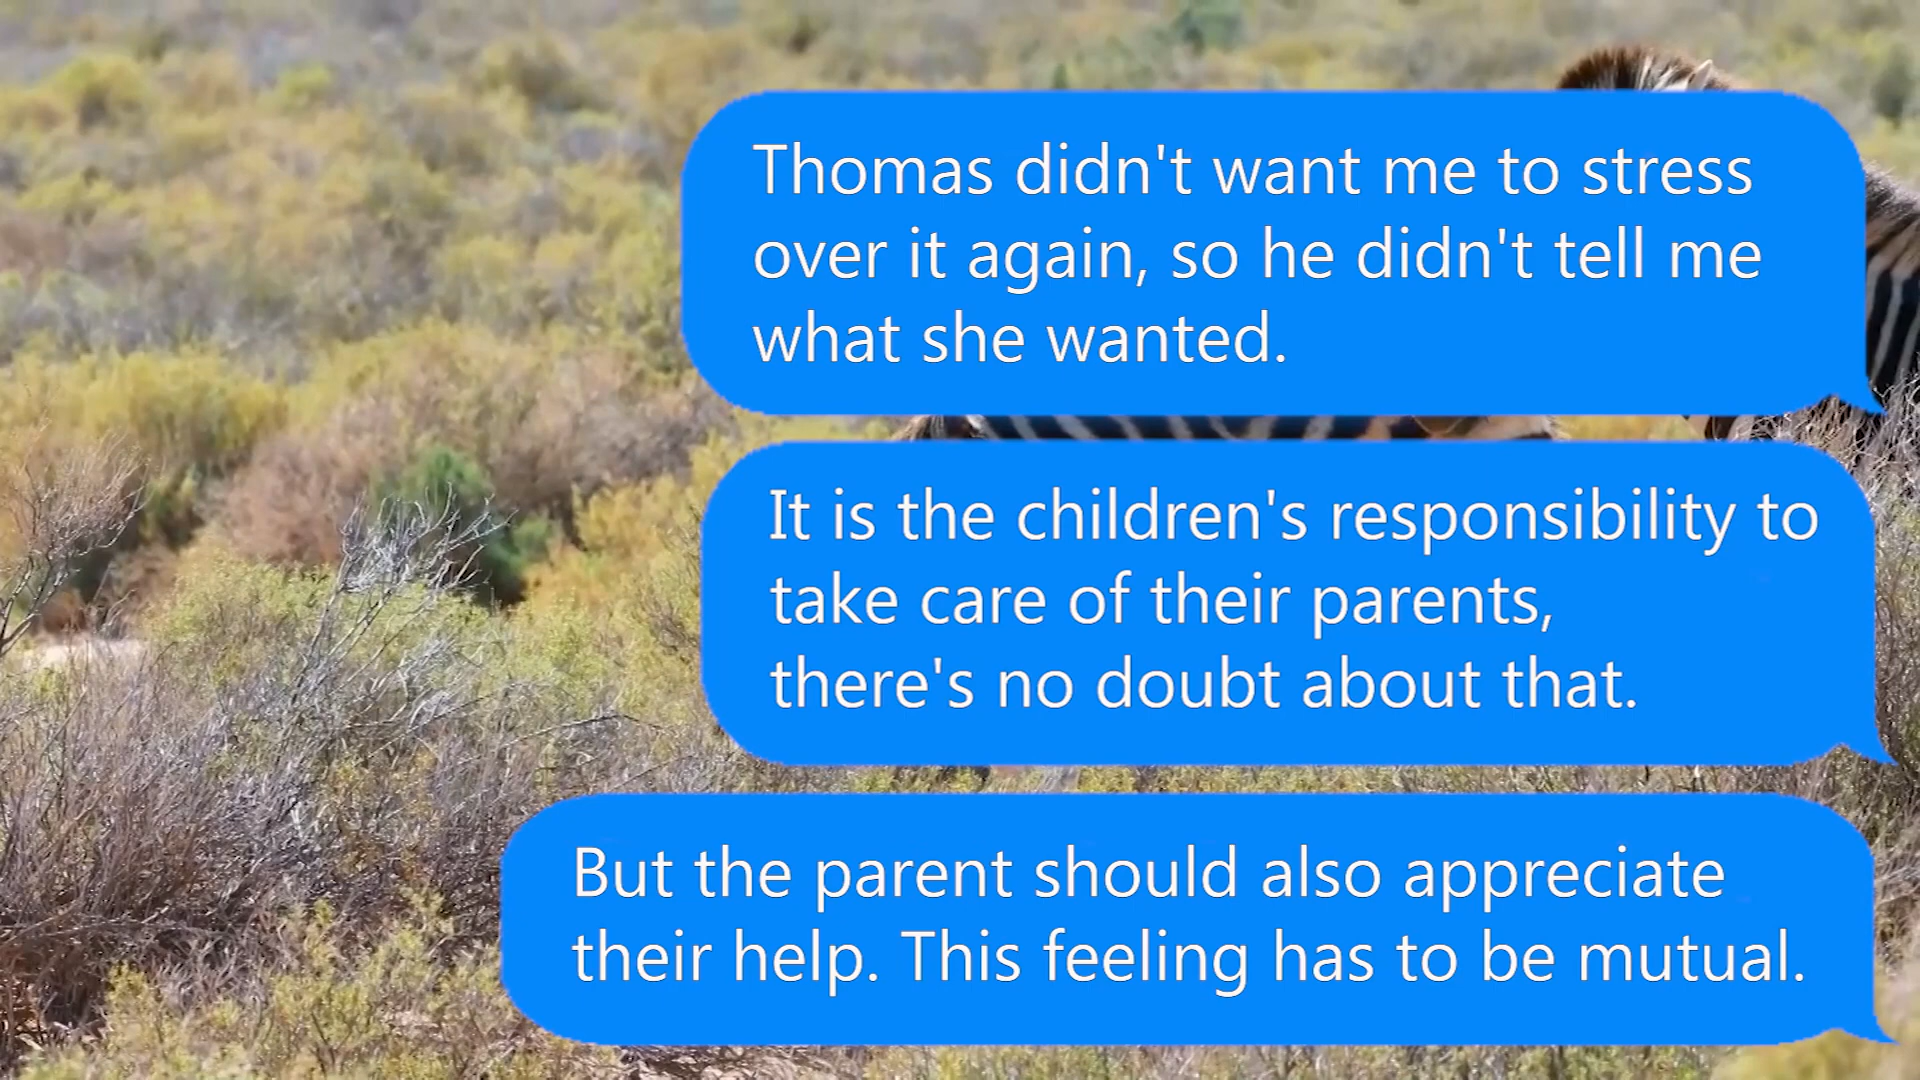 Thomas didn't want me to stress
over it again, so he didn't tell me
what she wanted.
It is the children's responsibility to
take care of their parents,
there's no doubt about that.
But the parent should also appreciate
their help. This feeling has to be mutual.